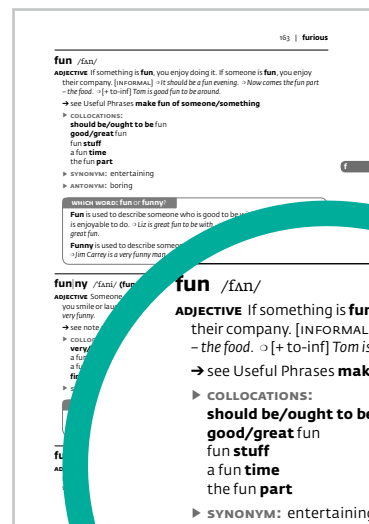 163 | furious
fun /fʌn/
ADJECTIVE If something is fun, you enjoy doing it. If someone is fun, you enjoy
their company. [INFORMAL] ❍ It should be a fun evening. ❍ Now comes the fun part
– the food. ❍ [+ to-inf] Tom is good fun to be around.
➔ see Useful Phrases make fun of someone/something
▶ COLLOCATIONS:
should be/ought to be fun
good/great fun
fun stuff
a fun time
the fun part
▶ SYNONYM: entertaining
▶ ANTONYM: boring
f
WHICH WORD: fun or funny?
Fun is used to describe someone who is good to be wi
is enjoyable to do. ❍ Liz is great fun to be with.
great fun.
Funny is used to describe someo
❍ Jim Carrey is a very funny man
fun|ny /fʌni/ (fun
ADJECTIVE Someone
you smile or lau
very funny.
➔ see note
▶ COLLOC
very/
a fun
a fu
fu
AD
fun /fʌn/
ADJECTIVE If something is fun
their company. [INFORMAL
– the food. ❍ [+ to-inf] Tom is
➔ see Useful Phrases mak
▶ COLLOCATIONS:
should be/ought to be
good/great fun
fun stuff
a fun time
the fun part
▶ SYNONYM: entertaining